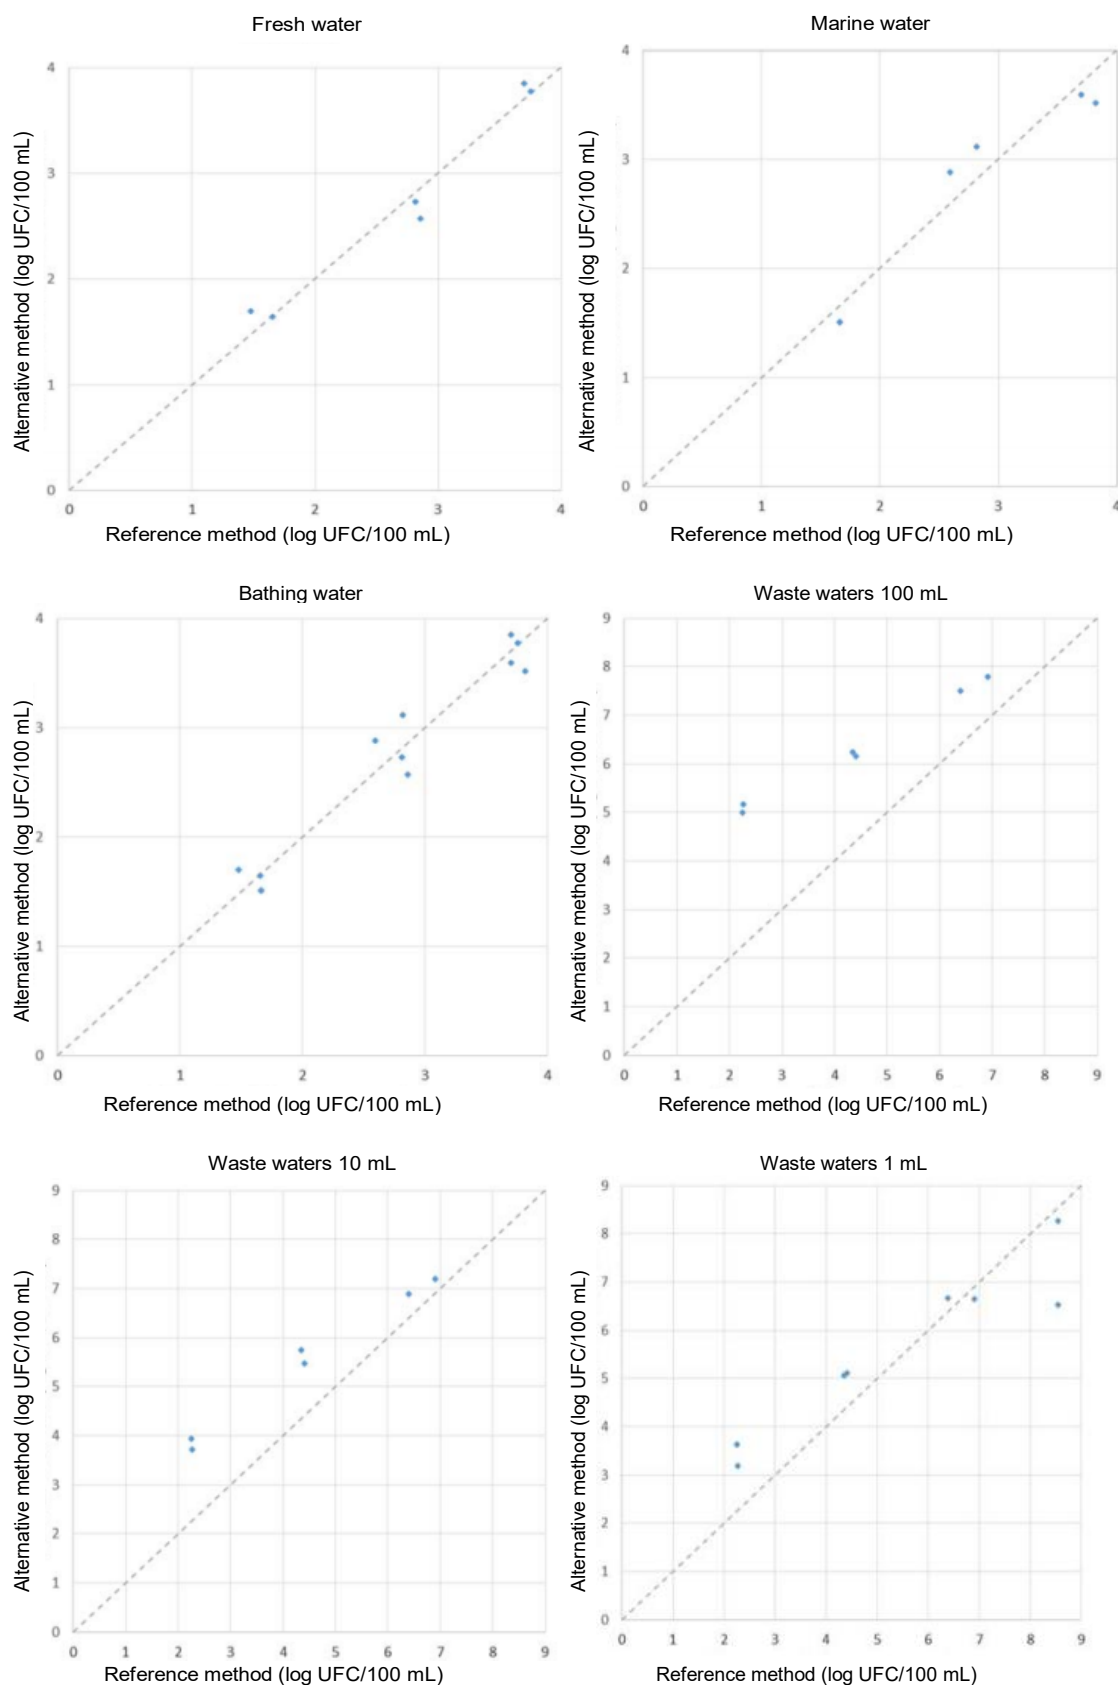 Fresh water
Alternative method (log UFC/100 mL)
4
3
2
1
0
0 1 2 3 4
Reference method (log UFC/100 mL)
Marine water
Alternative method (log UFC/100 mL)
4
3
2
1
0
0 1 2 3 4
Reference method (log UFC/100 mL)
Bathing water
Alternative method (log UFC/100 mL)
4
3
2
1
0
0 1 2 3 4
Reference method (log UFC/100 mL)
Waste waters 100 mL
Alternative method (log UFC/100 mL)
9
8
7
6
5
4
3
2
1
0
0 1 2 3 4 5 6 7 8 9
Reference method (log UFC/100 mL)
Waste waters 10 mL
Alternative method (log UFC/100 mL)
9
8
7
6
5
4
3
2
1
0
0 1 2 3 4 5 6 7 8 9
Reference method (log UFC/100 mL)
Waste waters 1 mL
Alternative method (log UFC/100 mL)
9
8
7
6
5
4
3
2
1
0
0 1 2 3 4 5 6 7 8 9
Reference method (log UFC/100 mL)